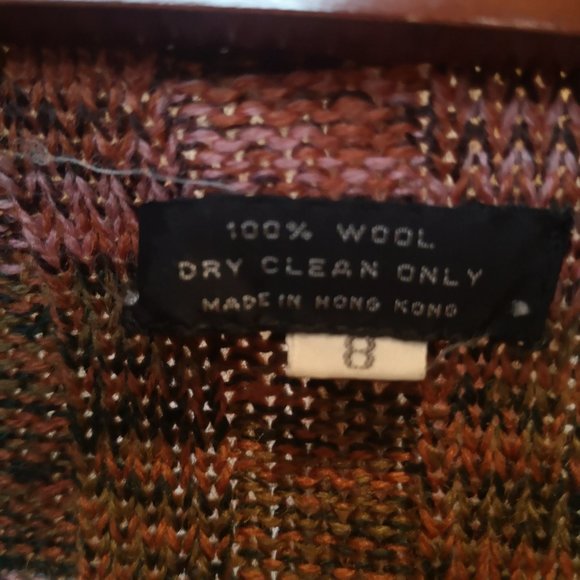 100% WOOL
DRY CLEAN ONLY
MADE IN HONG KONG
8